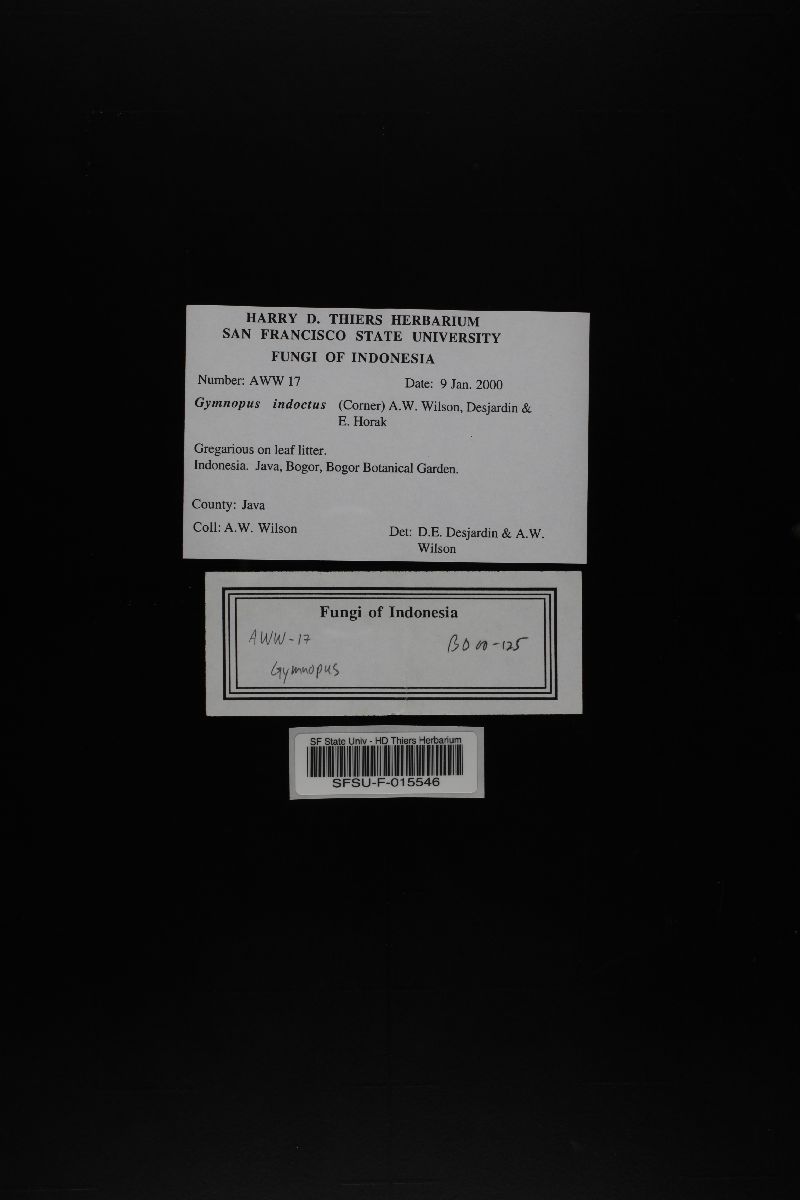 HARRY D. THIERS HERBARIUM
SAN FRANCISCO STATE UNIVERSITY
FUNGI OF INDONESIA
Number: AWW 17 Date: 9 Jan. 2000
Gymnopus indoctus (Corner) A.W. Wilson, Desjardin &
E. Horak
Gregarious on leaf litter.
Indonesia. Java, Bogor, Bogor Botanical Garden.
County: Java
Coll: A.W. Wilson Det: D.E. Desjardin & A.W.
Wilson
Fungi of Indonesia
AWW-17 BO 00-125
Gymnopus
SF State Univ - HD Thiers Herbarium
SFSU-F-015546